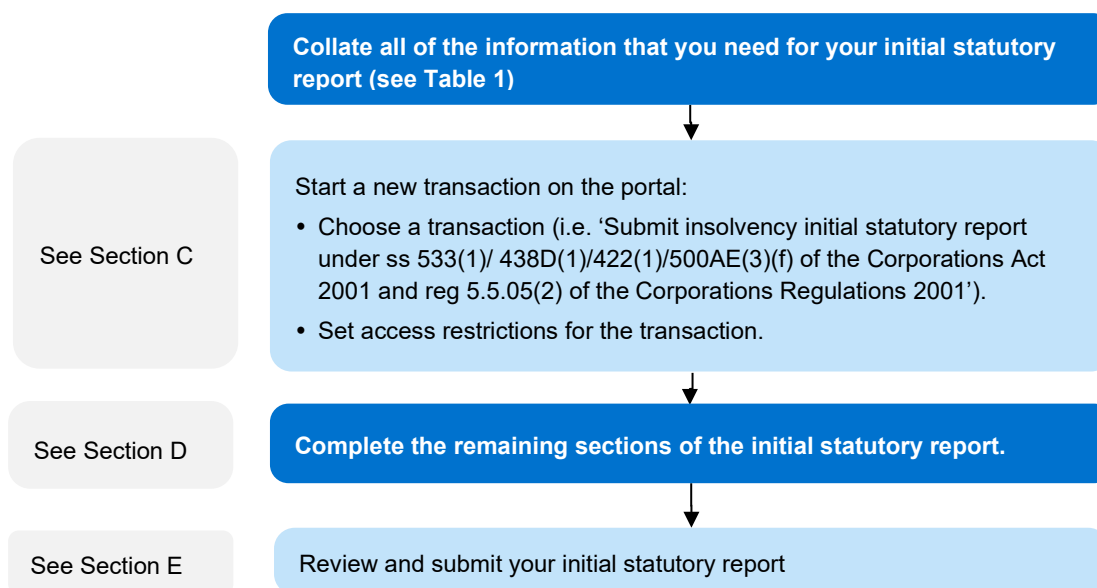 Collate all of the information that you need for your initial statutory
report (see Table 1)
See Section C
Start a new transaction on the portal:
• Choose a transaction (i.e. ‘Submit insolvency initial statutory report
under ss 533(1)/ 438D(1)/422(1)/500AE(3)(f) of the Corporations Act
2001 and reg 5.5.05(2) of the Corporations Regulations 2001’).
• Set access restrictions for the transaction.
See Section D
Complete the remaining sections of the initial statutory report.
See Section E
Review and submit your initial statutory report